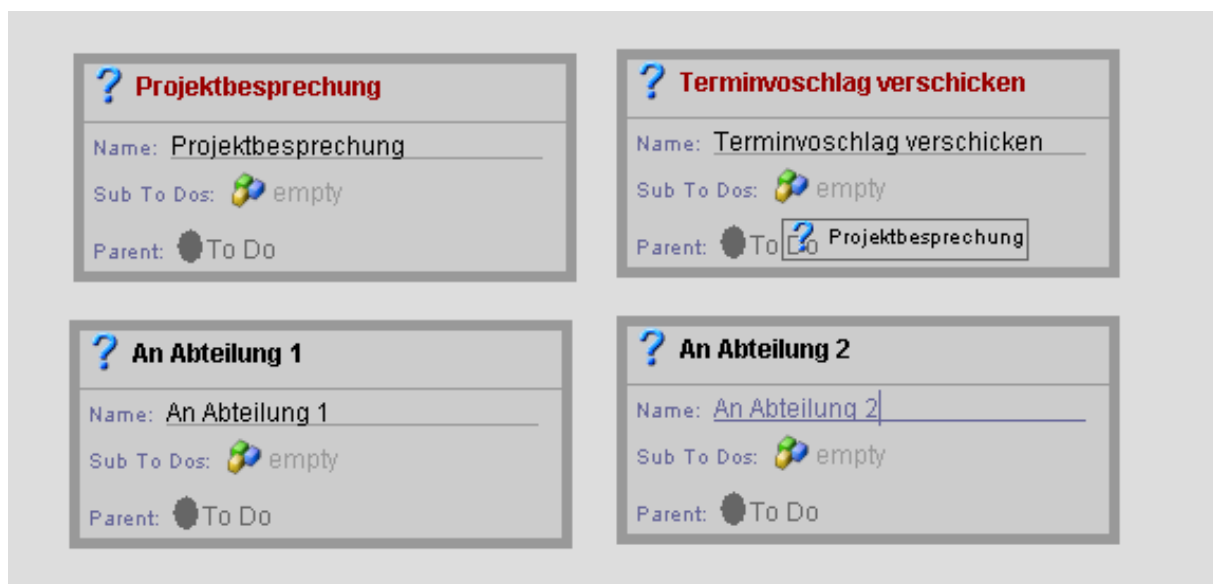 Projektbesprechung
Name: Projektbesprechung
Sub To Dos: empty
Parent: To Do
Terminvoschlag verschicken
Name: Terminvoschlag verschicken
Sub To Dos: empty
Parent: To Do Projektbesprechung
An Abteilung 1
Name: An Abteilung 1
Sub To Dos: empty
Parent: To Do
An Abteilung 2
Name: An Abteilung 2
Sub To Dos: empty
Parent: To Do